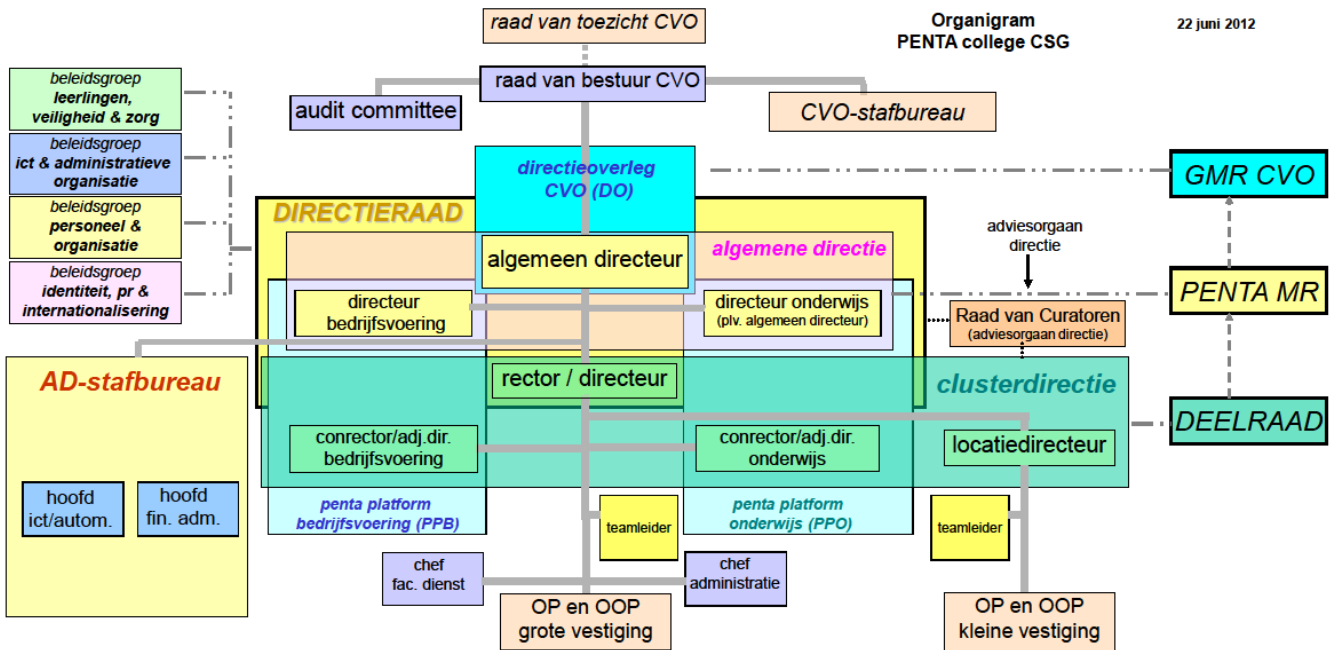 raad van toezicht CVO
Organigram
PENTA college CSG
22 juni 2012
raad van bestuur CVO
audit committee
CVO-stafbureau
beleidsgroep
leerlingen,
veiligheid & zorg
beleidsgroep
ict & administratieve
organisatie
beleidsgroep
personeel &
organisatie
beleidsgroep
identiteit, pr &
internationalisering
directieoverleg
CVO (DO)
GMR CVO
DIRECTIERAAD
algemene directie
algemeen directeur
adviesorgaan
directie
directeur
bedrijfsvoering
directeur onderwijs
(plv. algemeen directeur)
PENTA MR
Raad van Curatoren
(adviesorgaan directie)
AD-stafbureau
rector / directeur
clusterdirectie
DEELRAAD
conrector/adj.dir.
bedrijfsvoering
conrector/adj.dir.
onderwijs
locatiedirecteur
hoofd
ict/autom.
hoofd
fin. adm.
penta platform
bedrijfsvoering (PPB)
teamleider
penta platform
onderwijs (PPO)
teamleider
chef
fac. dienst
chef
administratie
OP en OOP
grote vestiging
OP en OOP
kleine vestiging